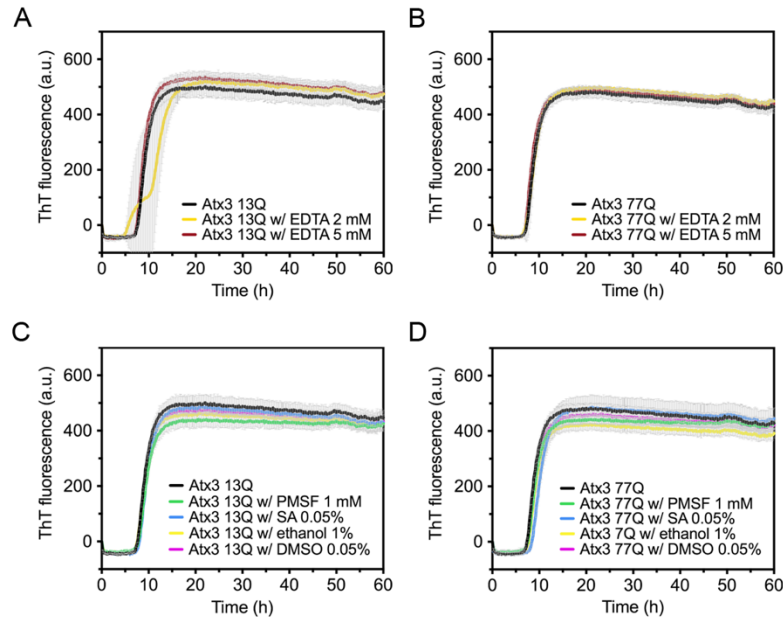 A
ThT fluorescence (a.u.)
600
400
200
0
Atx3 13Q
Atx3 13Q w/ EDTA 2 mM
Atx3 13Q w/ EDTA 5 mM
0 10 20 30 40 50 60
Time (h)
B
ThT fluorescence (a.u.)
600
400
200
0
Atx3 77Q
Atx3 77Q w/ EDTA 2 mM
Atx3 77Q w/ EDTA 5 mM
0 10 20 30 40 50 60
Time (h)
C
ThT fluorescence (a.u.)
600
400
200
0
Atx3 13Q
Atx3 13Q w/ PMSF 1 mM
Atx3 13Q w/ SA 0.05%
Atx3 13Q w/ ethanol 1%
Atx3 13Q w/ DMSO 0.05%
0 10 20 30 40 50 60
Time (h)
D
ThT fluorescence (a.u.)
600
400
200
0
Atx3 77Q
Atx3 77Q w/ PMSF 1 mM
Atx3 77Q w/ SA 0.05%
Atx3 7Q w/ ethanol 1%
Atx3 77Q w/ DMSO 0.05%
0 10 20 30 40 50 60
Time (h)